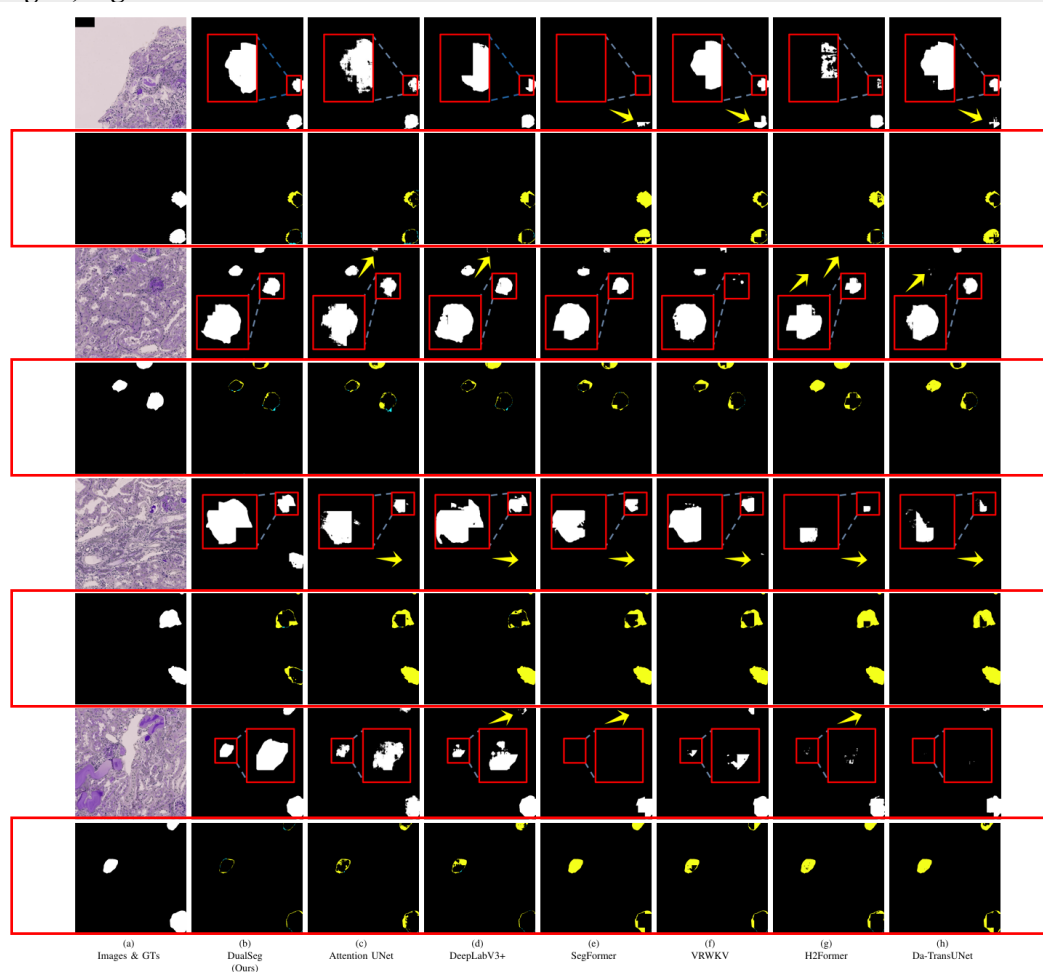 (a)
Images & GTs
(b)
DualSeg
(Ours)
(c)
Attention UNet
(d)
DeepLabV3+
(e)
SegFormer
(f)
VRWKV
(g)
H2Former
(h)
Da-TransUNet